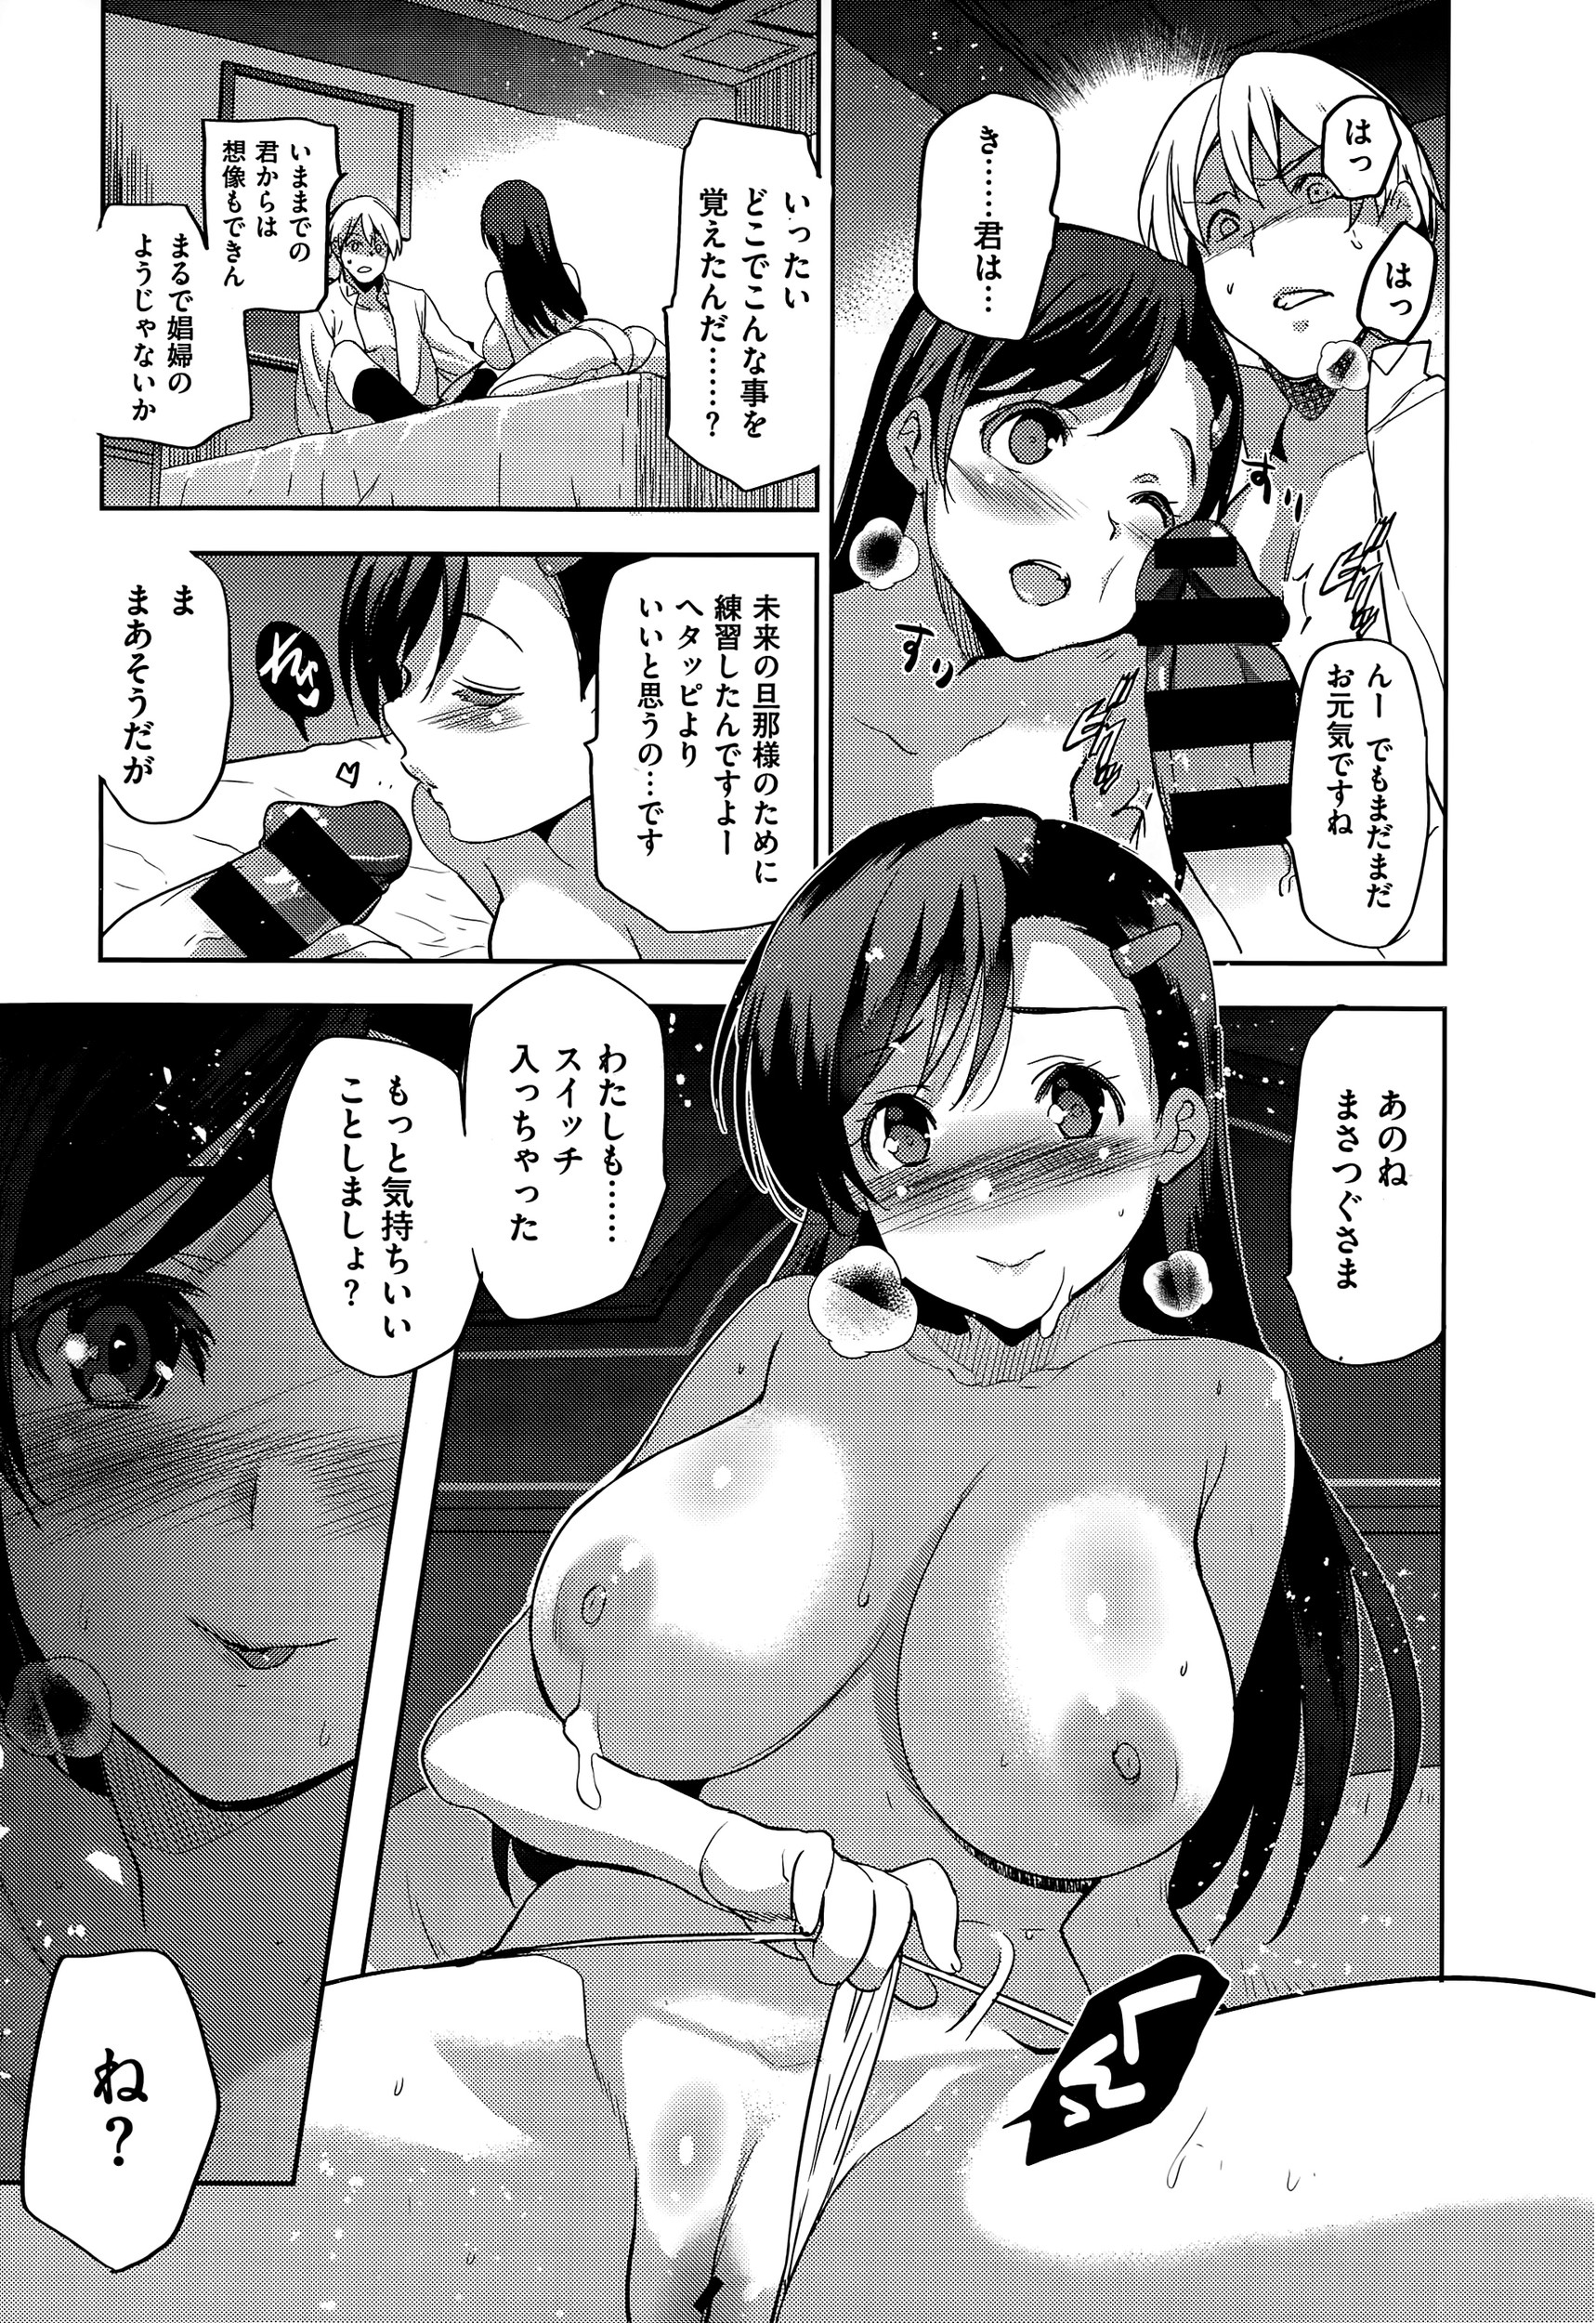 はっ
はっ
き……君は…
すりっ
すりっ
んー でもまだまだ
お元気ですね
いったい
どこでこんな事を
覚えたんだ……?
いままでの
君からは
想像もできん
まるで娼婦の
ようじゃないか
未来の旦那様のために
練習したんですよー
ヘタッピより
いいと思うの…です
ま
まあそうだが
あのね
まさつぐさま
わたしも……
スイッチ
入っちゃった
もっと気持ちいい
ことしましょ?
ね?